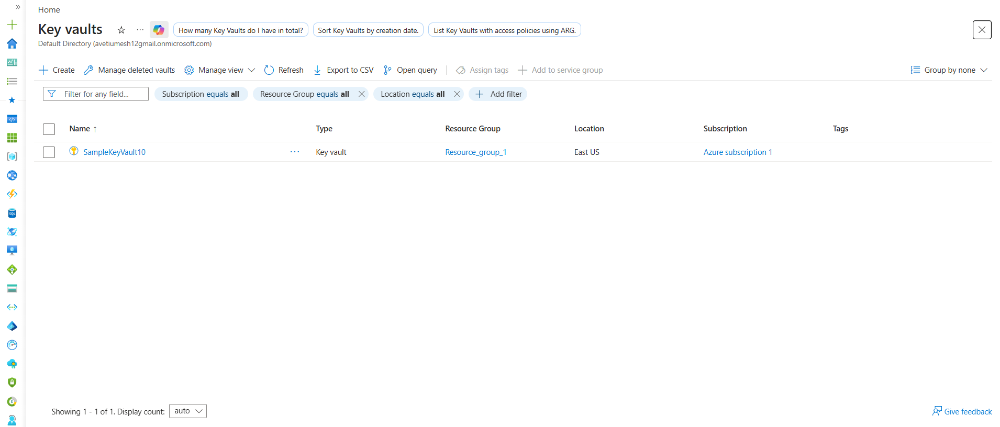 Home
Key vaults
How many Key Vaults do I have in total?
Sort Key Vaults by creation date.
List Key Vaults with access policies using ARG.
Default Directory (avetiumesh12gmail.onmicrosoft.com)
Create
Manage deleted vaults
Manage view
Refresh
Export to CSV
Open query
Assign tags
Add to service group
Group by none
Filter for any field...
Subscription equals all
Resource Group equals all
Location equals all
Add filter
Name ↑ Type Resource Group Location Subscription Tags
SampleKeyVault10 ... Key vault Resource_group_1 East US Azure subscription 1
Showing 1 - 1 of 1. Display count: auto
Give feedback